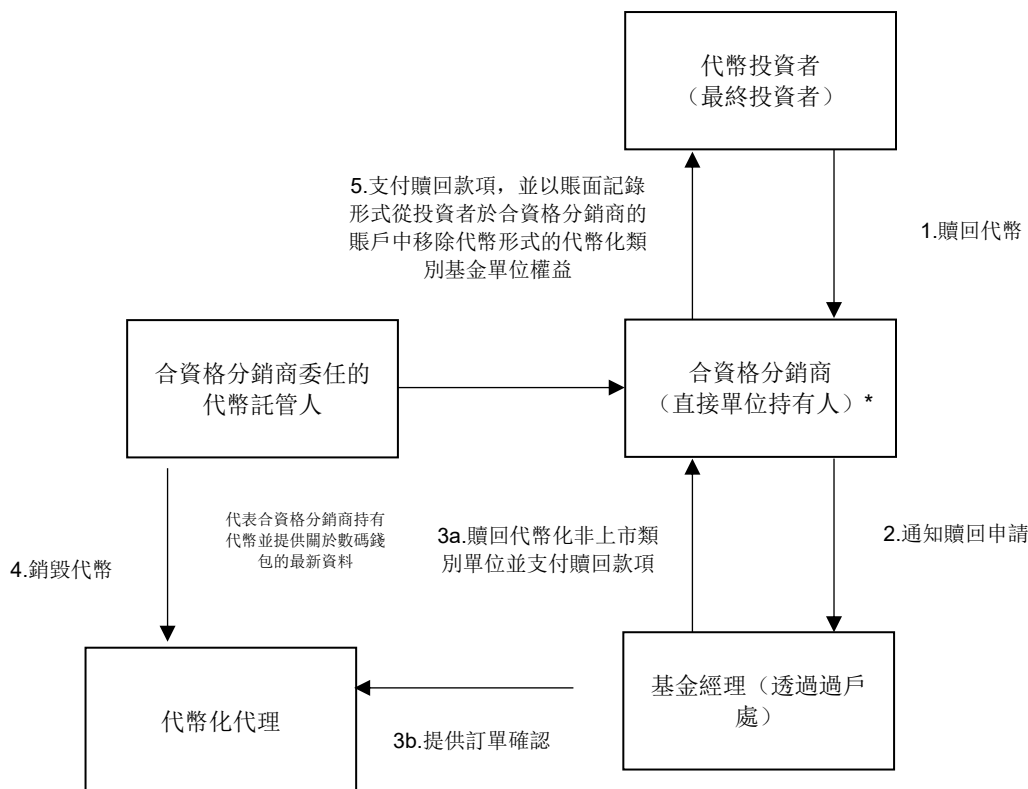 代幣投資者
（最終投資者）
5.支付贖回款項，並以賬面記錄
形式從投資者於合資格分銷商的
賬戶中移除代幣形式的代幣化類
別基金單位權益
1.贖回代幣
合資格分銷商委任的
代幣託管人
合資格分銷商
（直接單位持有人）*
代表合資格分銷商持有
代幣並提供關於數碼錢
包的最新資料
3a.贖回代幣化非上市類
別單位並支付贖回款項
2.通知贖回申請
4.銷毀代幣
代幣化代理
基金經理（透過過戶
處）
3b.提供訂單確認